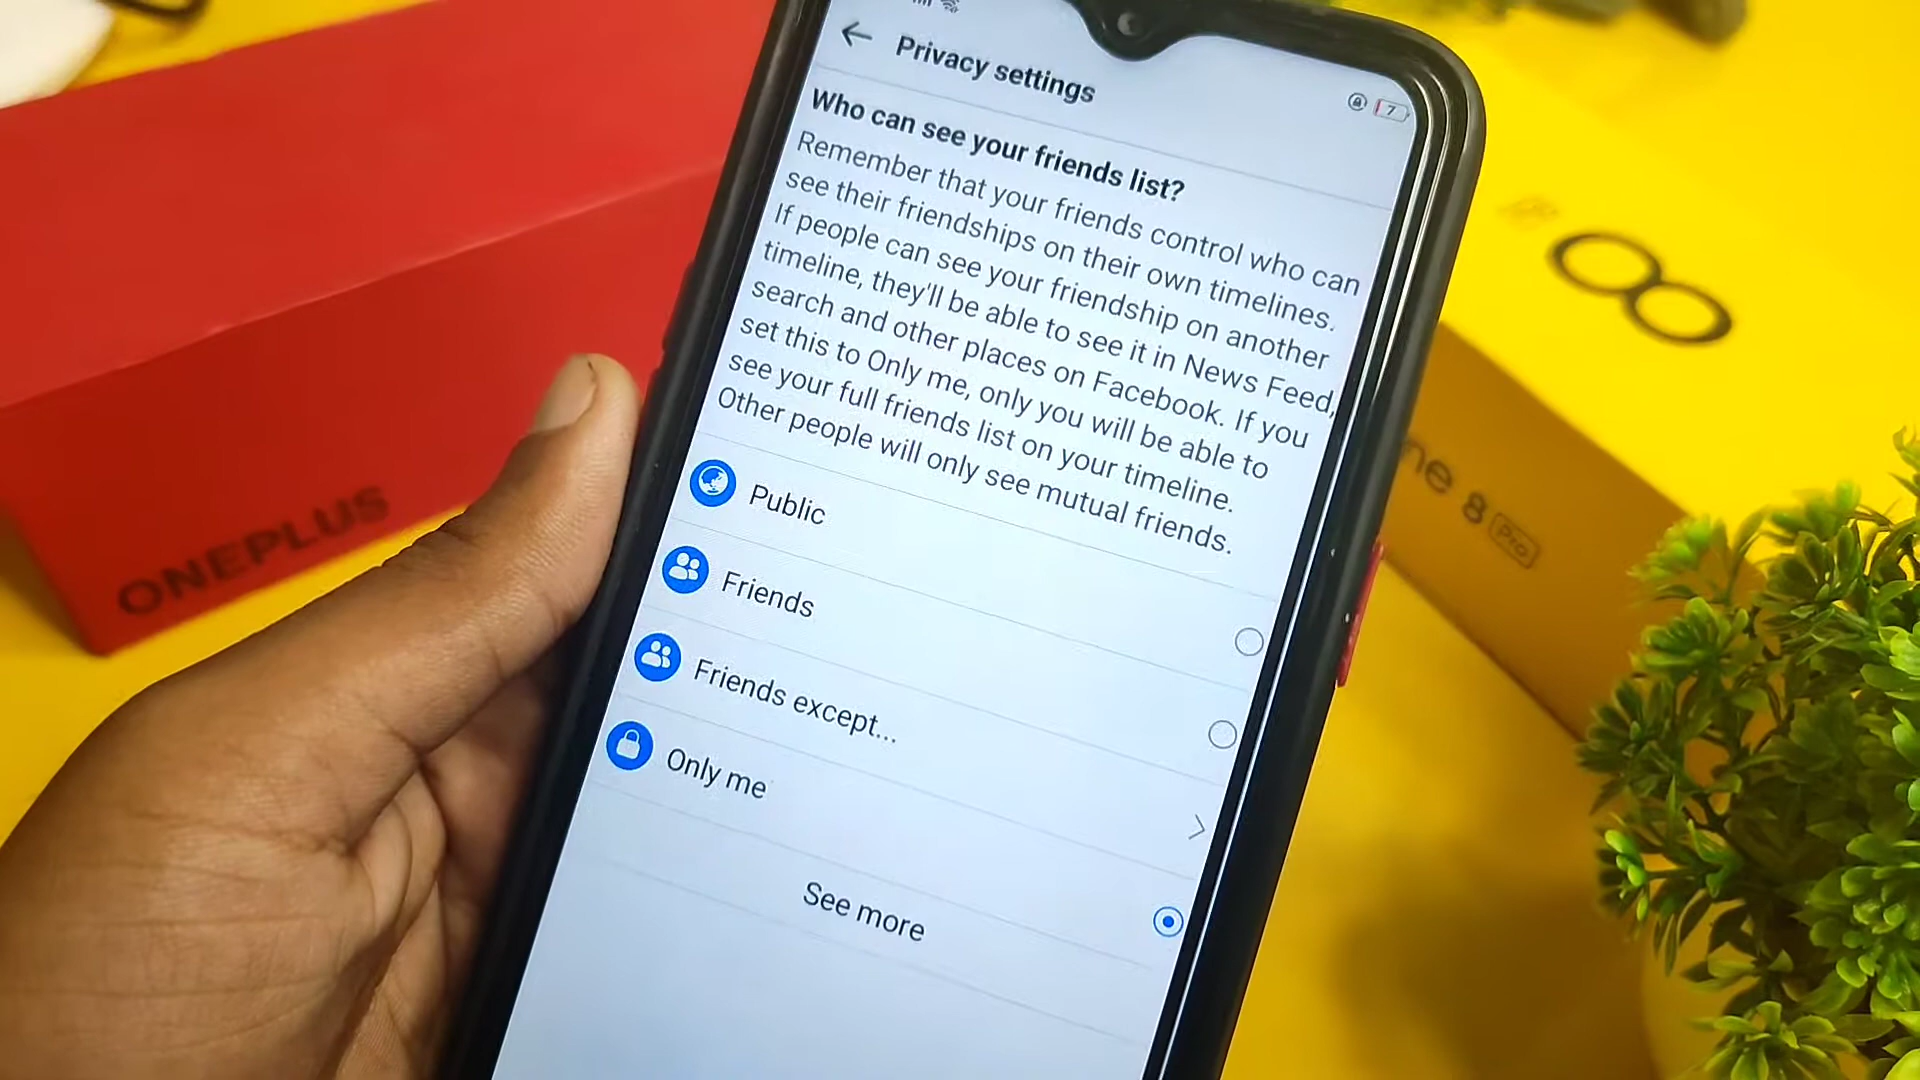 Privacy settings
7
Who can see your friends list?
Remember that your friends control who can
see their friendships on their own timelines.
If people can see your friendship on another
timeline, they'll be able to see it in News Feed,
search and other places on Facebook. If you
set this to Only me, only you will be able to
see your full friends list on your timeline.
Other people will only see mutual friends.
Public
Friends
Friends except...
Only me
See more
ONEPLUS
8
me 8 Pro